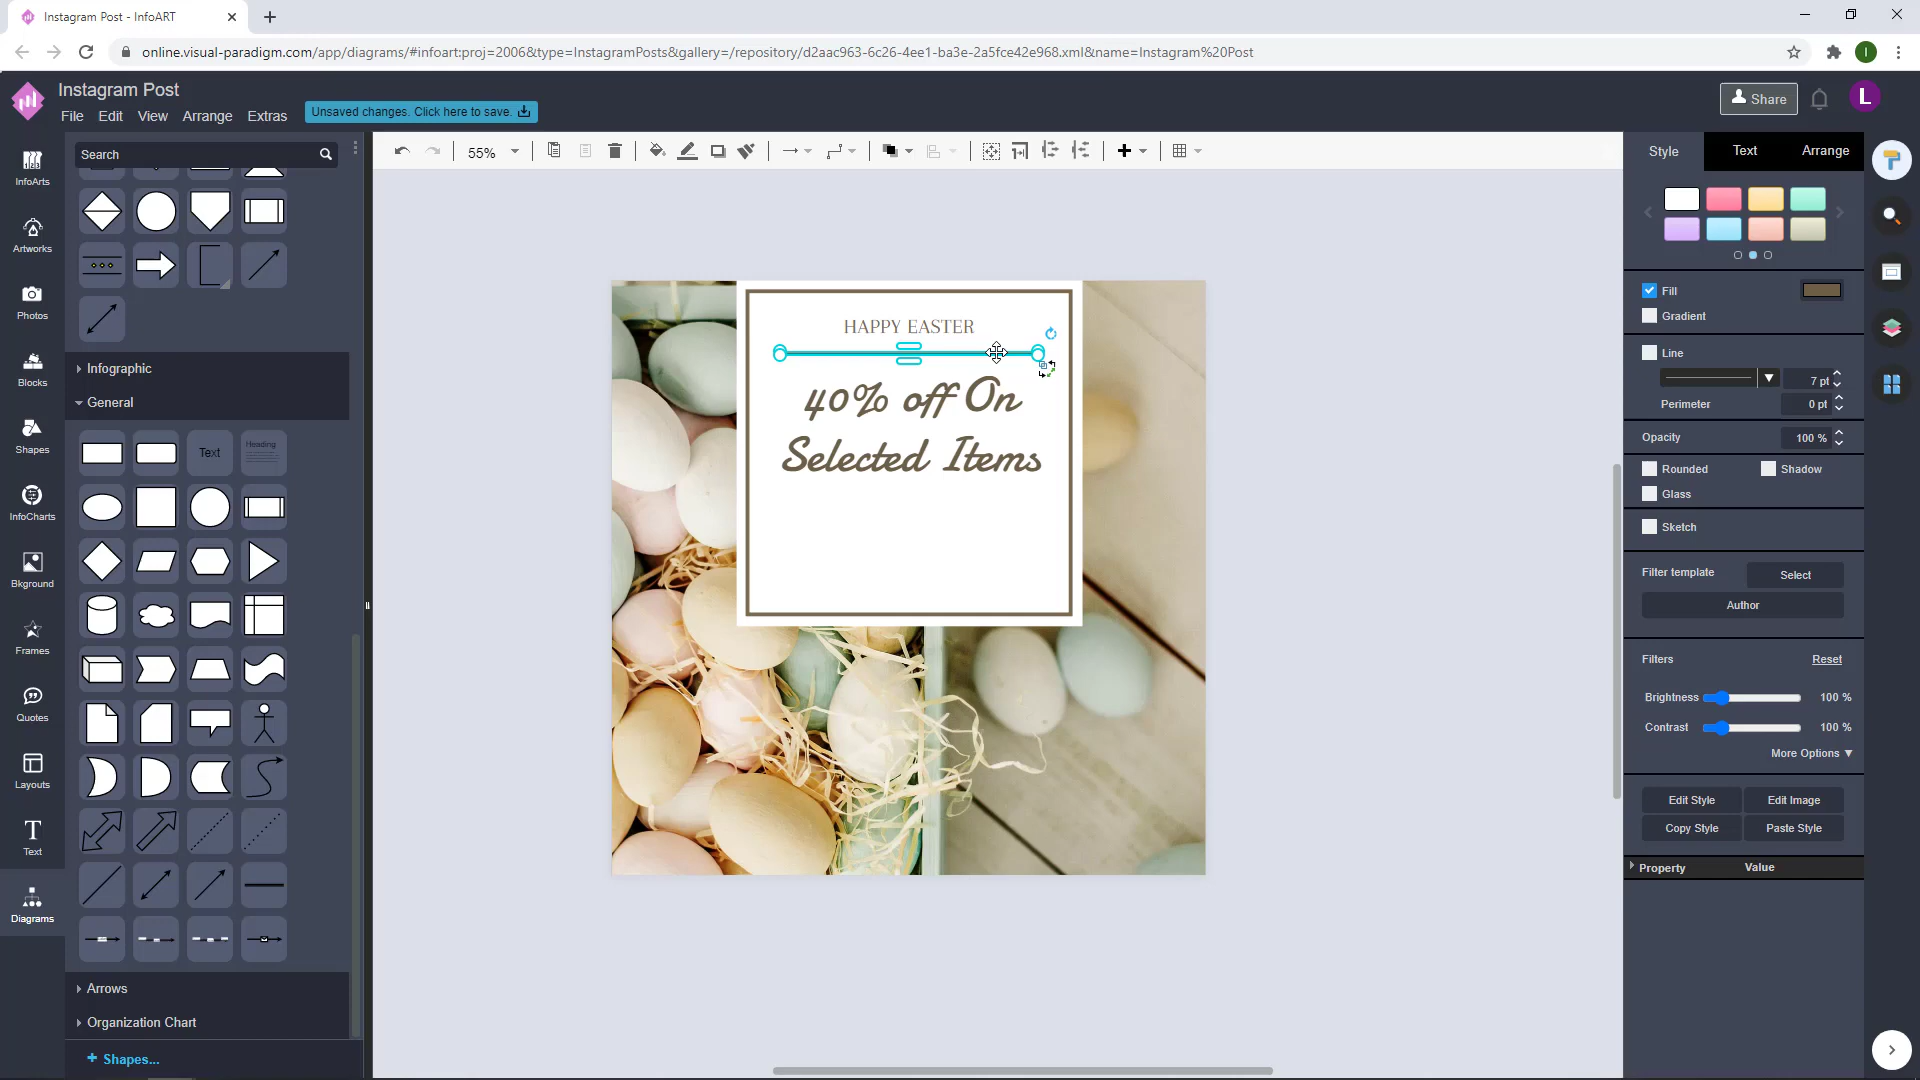 Instagram Post - InfoART
online.visual-paradigm.com/app/diagrams/#infoart:proj=2006&type=InstagramPosts&gallery=/repository/d2aac963-6c26-4ee1-ba3e-2a5fce42e968.xml&name=Instagram%20Post
I
Instagram Post
File Edit View Arrange Extras
Unsaved changes. Click here to save.
Share
L
InfoArts
Artworks
Photos
Blocks
Shapes
InfoCharts
Bkground
Frames
Quotes
Layouts
Text
Diagrams
Search
Infographic
General
Text
Heading
Arrows
Organization Chart
+ Shapes...
55%
HAPPY EASTER
40% off On
Selected Items
Style Text Arrange
Fill
Gradient
Line
7 pt
Perimeter 0 pt
Opacity 100 %
Rounded Shadow
Glass
Sketch
Filter template Select
Author
Filters Reset
Brightness 100 %
Contrast 100 %
More Options ▼
Edit Style Edit Image
Copy Style Paste Style
Property Value